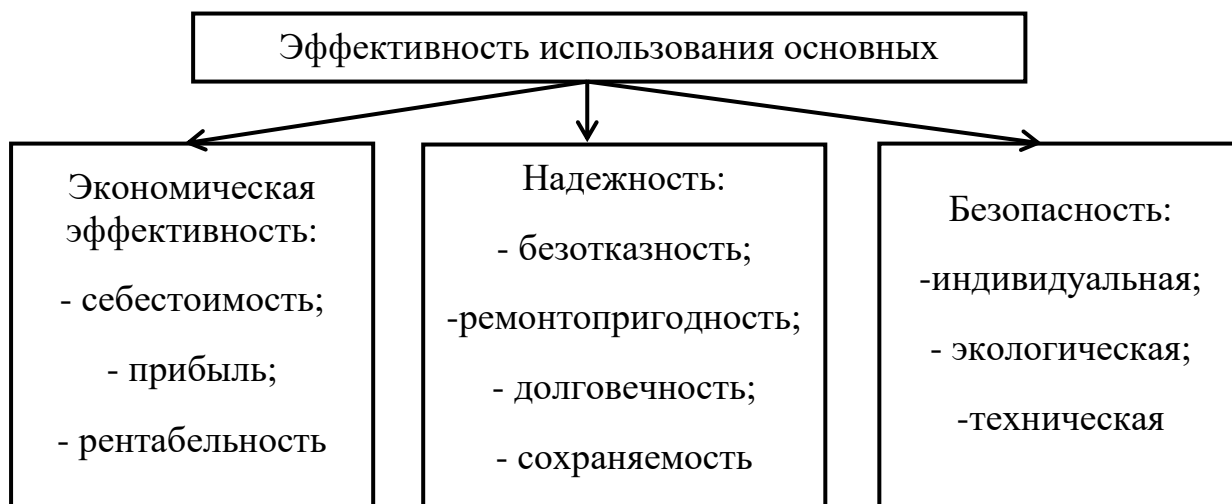 Эффективность использования основных
Экономическая
эффективность:
- себестоимость;
- прибыль;
- рентабельность
Надежность:
- безотказность;
-ремонтопригодность;
- долговечность;
- сохраняемость
Безопасность:
-индивидуальная;
- экологическая;
-техническая